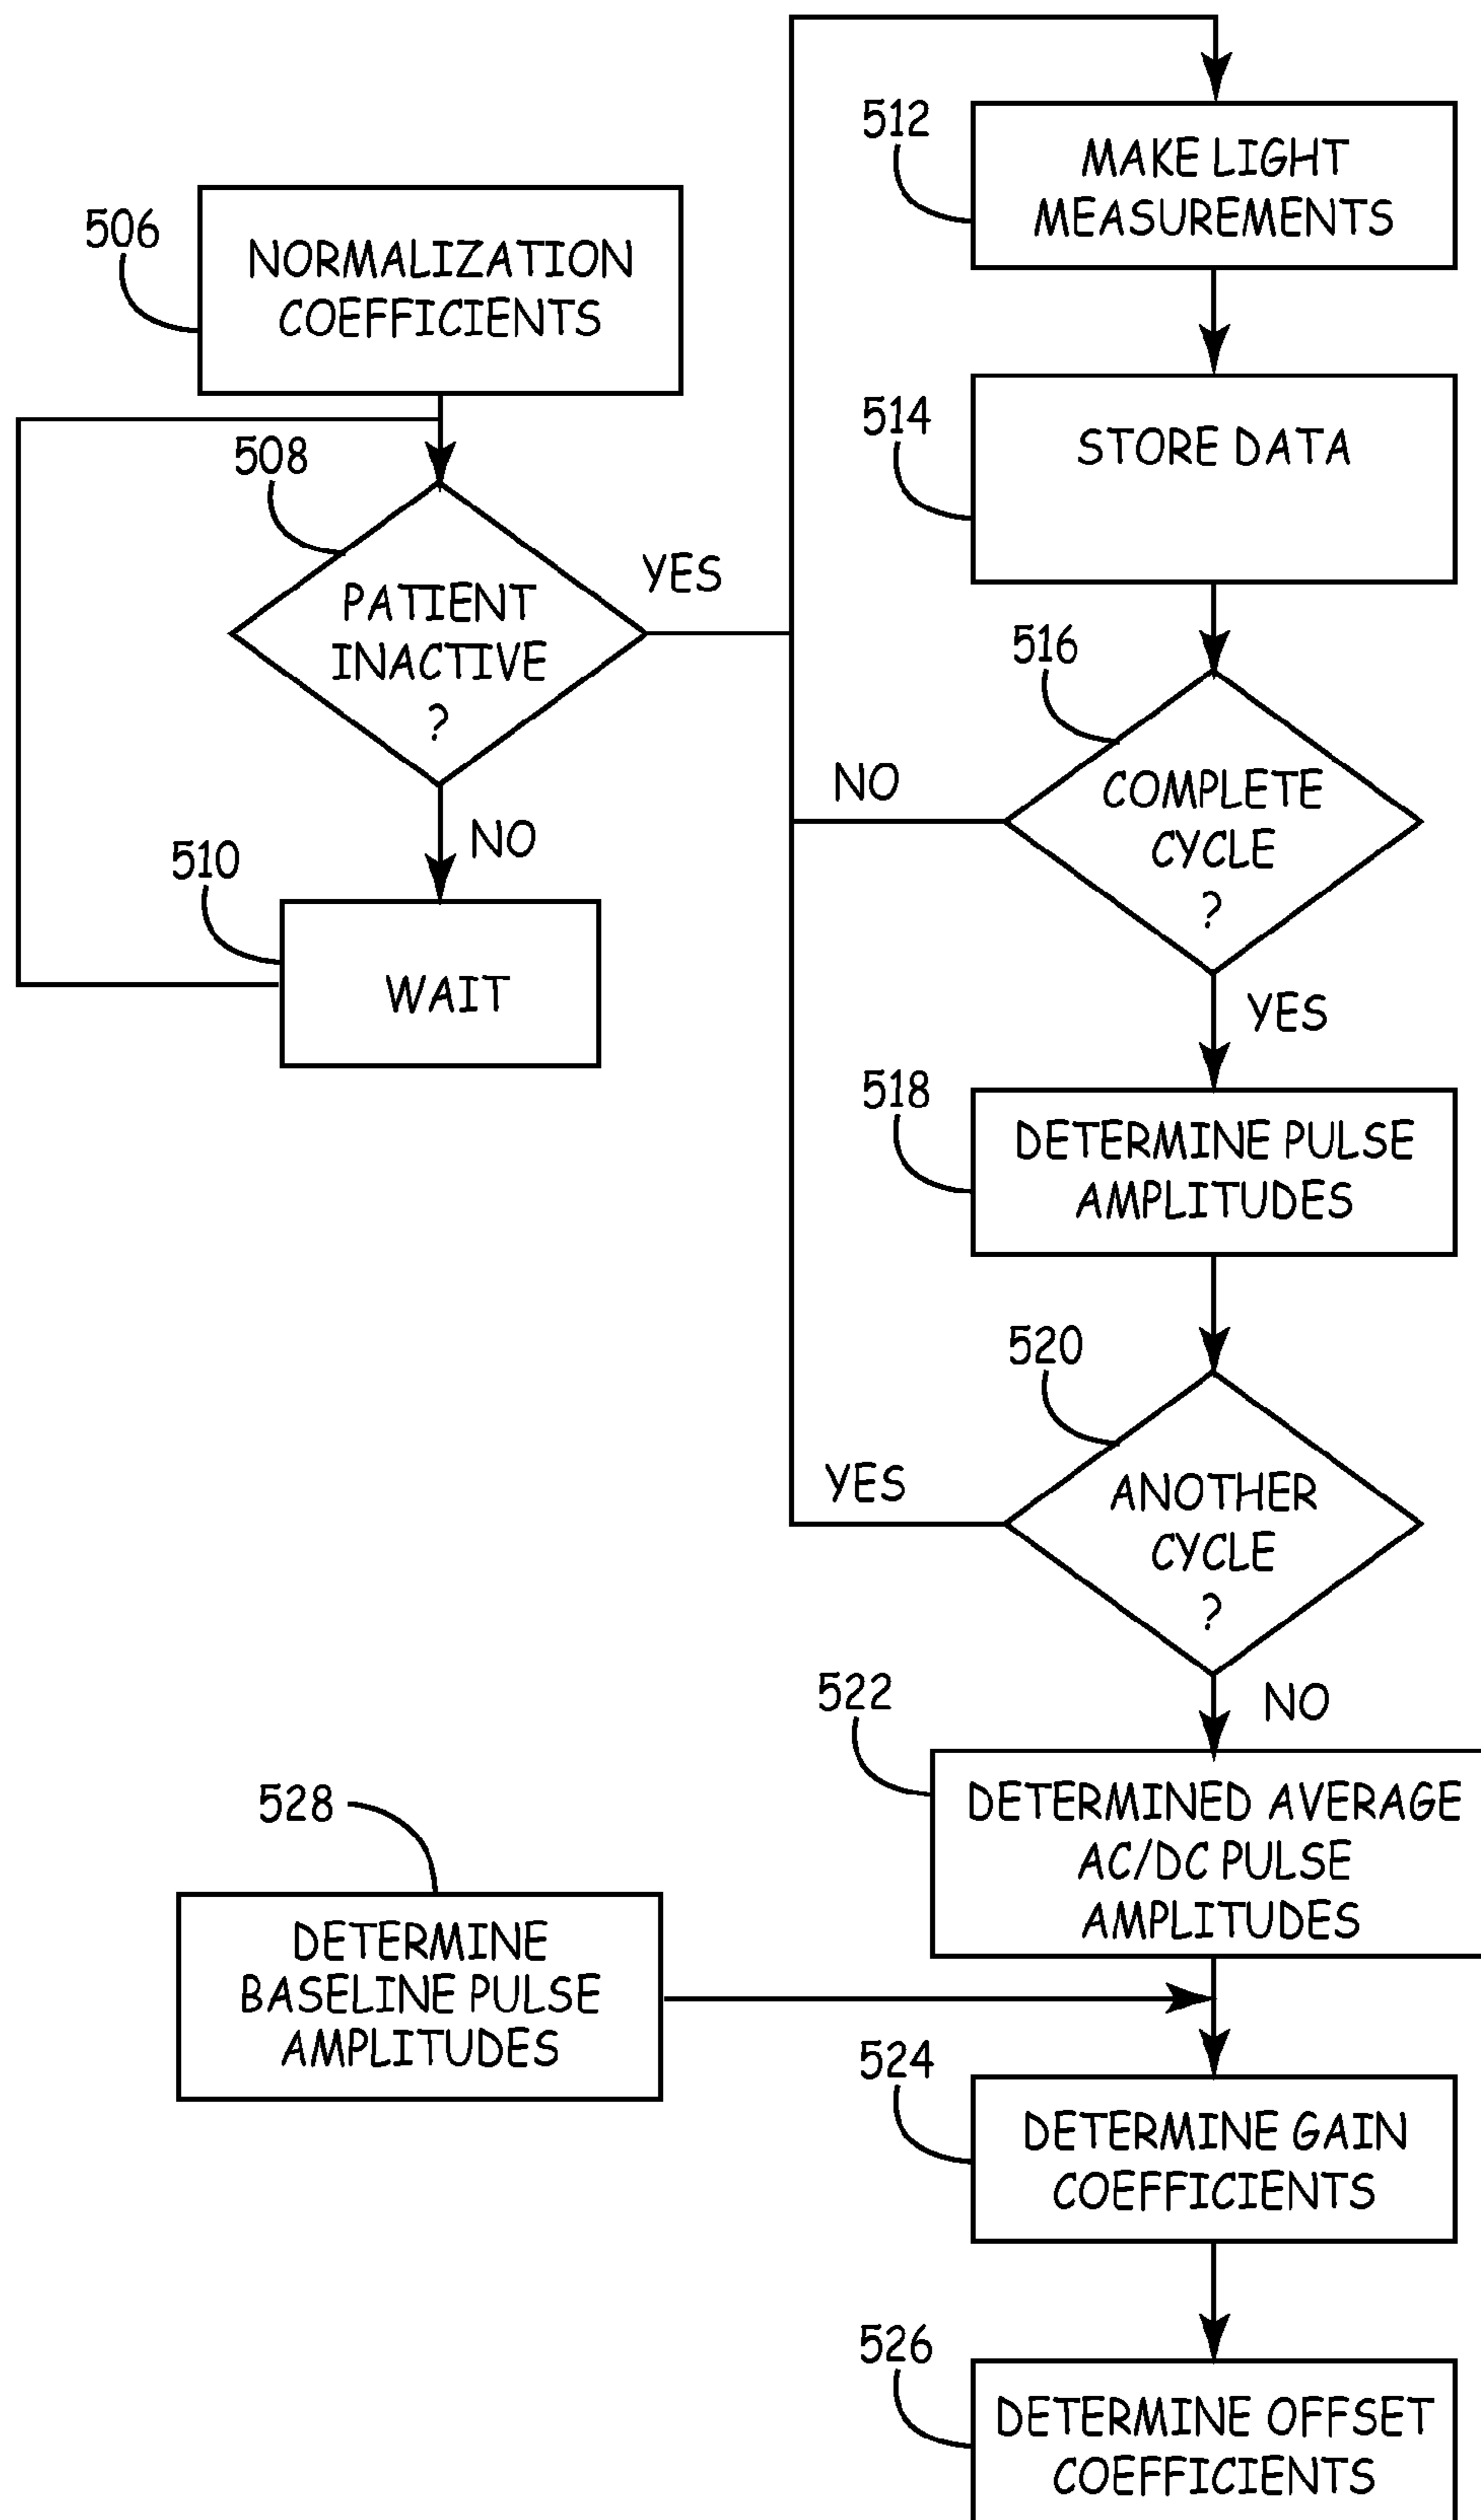 506
NORMALIZATION
COEFFICIENTS
508
PATIENT
INACTIVE
?
YES
NO
510
WAIT
512
MAKE LIGHT
MEASUREMENTS
514
STORE DATA
516
COMPLETE
CYCLE
?
NO
YES
518
DETERMINE PULSE
AMPLITUDES
520
ANOTHER
CYCLE
?
YES
NO
522
DETERMINED AVERAGE
AC/DC PULSE
AMPLITUDES
528
DETERMINE
BASELINE PULSE
AMPLITUDES
524
DETERMINE GAIN
COEFFICIENTS
526
DETERMINE OFFSET
COEFFICIENTS